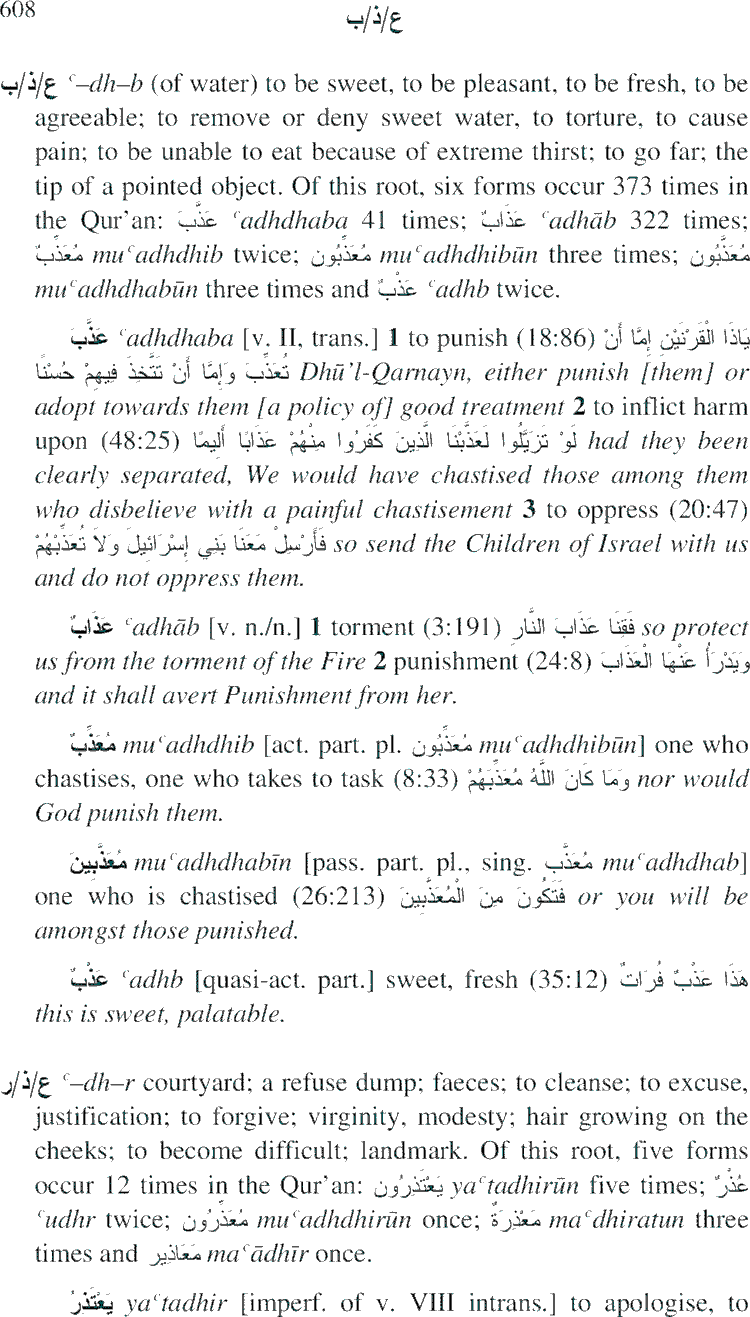 608
ع/ذ/ب
ع/ذ/ب ʿ–dh–b (of water) to be sweet, to be pleasant, to be fresh, to be
agreeable; to remove or deny sweet water, to torture, to cause
pain; to be unable to eat because of extreme thirst; to go far; the
tip of a pointed object. Of this root, six forms occur 373 times in
the Qur'an: عَذَّبَ ʿadhdhaba 41 times; عَذَابٌ ʿadhāb 322 times;
مُعَذِّبٌ muʿadhdhib twice; مُعَذِّبُون muʿadhdhibūn three times; مُعَذَّبُون
muʿadhdhabūn three times and عَذْبٌ ʿadhb twice.
عَذَّبَ ʿadhdhaba [v. II, trans.] 1 to punish (18:86) يَاذَا الْقَرْنَيْنِ إِمَّا أَنْ
تُعَذِّبَ وَإِمَّا أَنْ تَتَّخِذَ فِيهِمْ حُسْنًا Dhū'l-Qarnayn, either punish [them] or
adopt towards them [a policy of] good treatment 2 to inflict harm
upon (48:25) لَوْ تَزَيَّلُوا لَعَذَّبْنَا الَّذِينَ كَفَرُوا مِنْهُمْ عَذَابًا أَلِيمًا had they been
clearly separated, We would have chastised those among them
who disbelieve with a painful chastisement 3 to oppress (20:47)
فَأَرْسِلْ مَعَنَا بَنِي إِسْرَائِيلَ وَلاَ تُعَذِّبْهُمْ so send the Children of Israel with us
and do not oppress them.
عَذَابٌ ʿadhāb [v. n./n.] 1 torment (3:191) فَقِنَا عَذَابَ النَّارِ so protect
us from the torment of the Fire 2 punishment (24:8) وَيَدْرَأُ عَنْهَا الْعَذَابَ
and it shall avert Punishment from her.
مُعَذِّبٌ muʿadhdhib [act. part. pl. مُعَذِّبُون muʿadhdhibūn] one who
chastises, one who takes to task (8:33) وَمَا كَانَ اللَّهُ مُعَذِّبَهُمْ nor would
God punish them.
مُعَذَّبِينَ muʿadhdhabīn [pass. part. pl., sing. مُعَذَّب muʿadhdhab]
one who is chastised (26:213) فَتَكُونَ مِنَ الْمُعَذَّبِينَ or you will be
amongst those punished.
عَذْبٌ ʿadhb [quasi-act. part.] sweet, fresh (35:12) هَذَا عَذْبٌ فُرَاتٌ
this is sweet, palatable.
ع/ذ/ر ʿ–dh–r courtyard; a refuse dump; faeces; to cleanse; to excuse,
justification; to forgive; virginity, modesty; hair growing on the
cheeks; to become difficult; landmark. Of this root, five forms
occur 12 times in the Qur'an: يَعْتَذِرُون yaʿtadhirūn five times; عُذْرٌ
ʿudhr twice; مُعَذِّرُون muʿadhdhirūn once; مَعْذِرَةٌ maʿdhiratun three
times and مَعَاذِير maʿādhīr once.
يَعْتَذِرُ yaʿtadhir [imperf. of v. VIII intrans.] to apologise, to